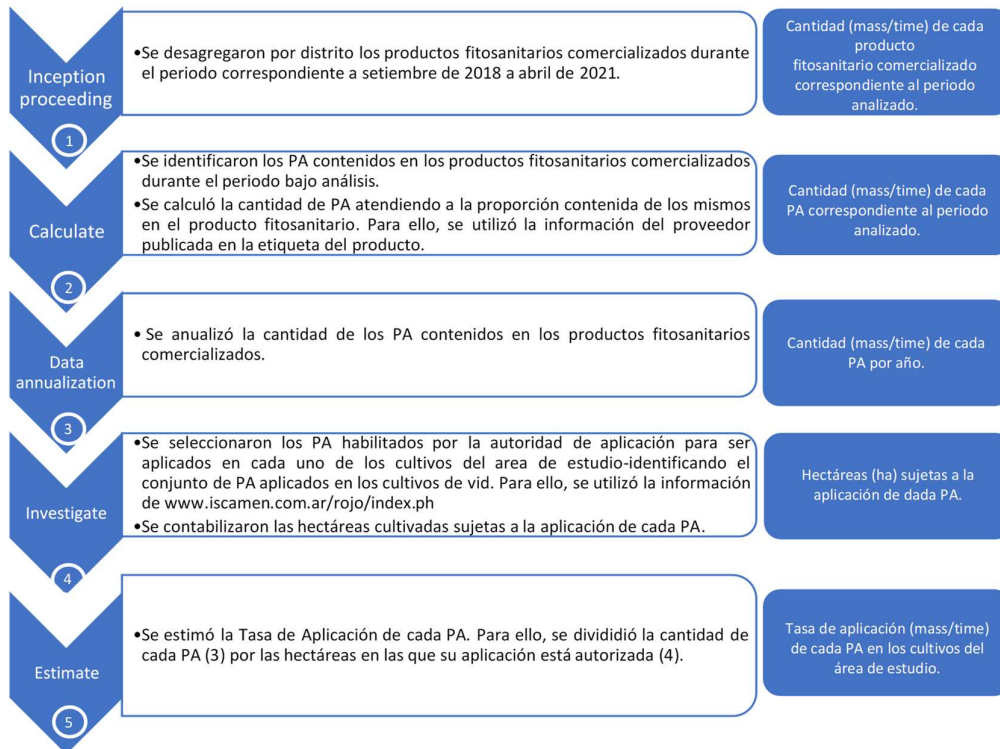 Inception
proceeding
1
•Se desagregaron por distrito los productos fitosanitarios comercializados durante
el periodo correspondiente a setiembre de 2018 a abril de 2021.
Cantidad (mass/time) de cada
producto
fitosanitario comercializado
correspondiente al periodo
analizado.
Calculate
2
•Se identificaron los PA contenidos en los productos fitosanitarios comercializados
durante el periodo bajo análisis.
•Se calculó la cantidad de PA atendiendo a la proporción contenida de los mismos
en el producto fitosanitario. Para ello, se utilizó la información del proveedor
publicada en la etiqueta del producto.
Cantidad (mass/time) de cada
PA correspondiente al periodo
analizado.
Data
annualization
3
• Se anualizó la cantidad de los PA contenidos en los productos fitosanitarios
comercializados.
Cantidad (mass/time) de cada
PA por año.
Investigate
4
•Se seleccionaron los PA habilitados por la autoridad de aplicación para ser
aplicados en cada uno de los cultivos del area de estudio-identificando el
conjunto de PA aplicados en los cultivos de vid. Para ello, se utilizó la información
de www.iscamen.com.ar/rojo/index.ph
•Se contabilizaron las hectáreas cultivadas sujetas a la aplicación de cada PA.
Hectáreas (ha) sujetas a la
aplicación de dada PA.
Estimate
5
•Se estimó la Tasa de Aplicación de cada PA. Para ello, se divididió la cantidad de
cada PA (3) por las hectáreas en las que su aplicación está autorizada (4).
Tasa de aplicación (mass/time)
de cada PA en los cultivos del
área de estudio.